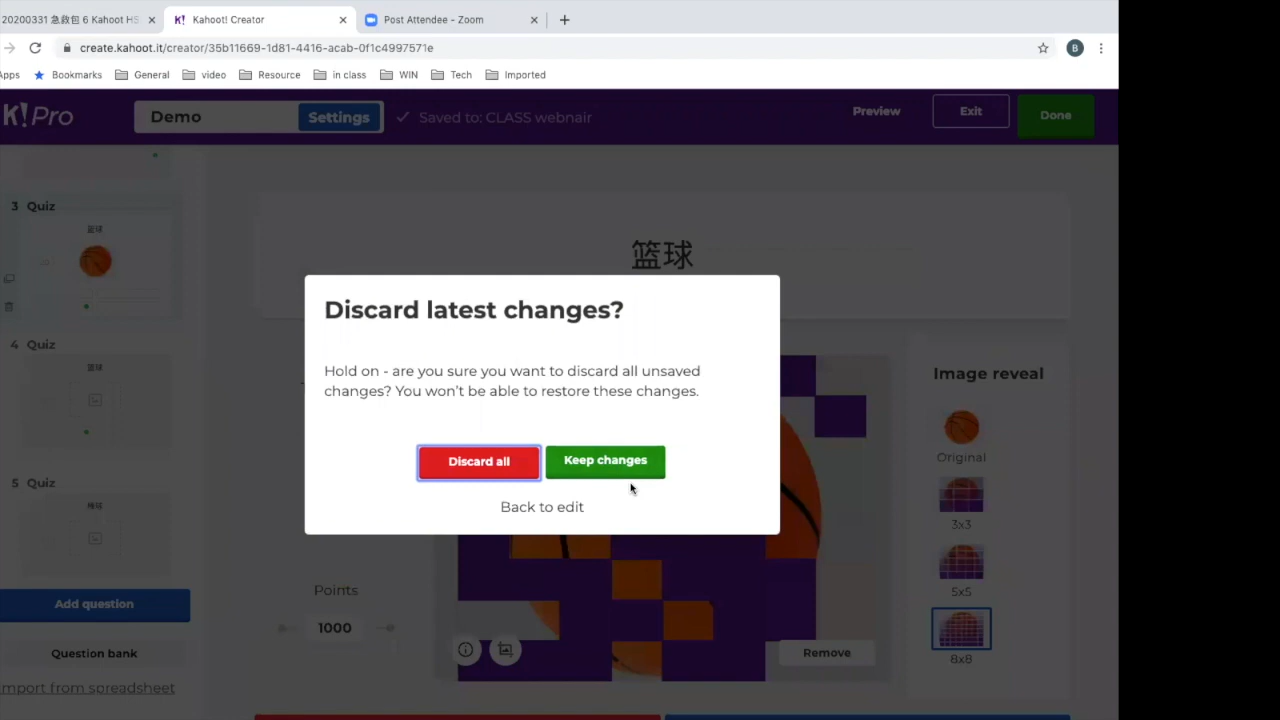 20200331 急救包 6 Kahoot HS
Kahoot! Creator
Post Attendee - Zoom
create.kahoot.it/creator/35b11669-1d81-4416-acab-0f1c4997571e
B
Apps
Bookmarks
General
video
Resource
in class
WIN
Tech
Imported
K!Pro
Demo
Settings
Saved to: CLASS webnair
Preview
Exit
Done
3 Quiz
篮球
4 Quiz
篮球
5 Quiz
Add question
Question bank
Import from spreadsheet
篮球
Discard latest changes?
Hold on - are you sure you want to discard all unsaved
changes? You won't be able to restore these changes.
Discard all
Keep changes
Back to edit
Points
1000
Remove
Image reveal
Original
3x3
5x5
8x8